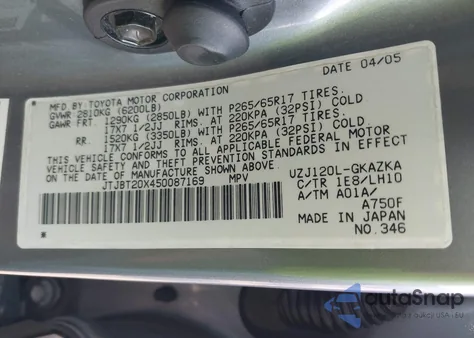 DATE 04/05
MFD. BY: TOYOTA MOTOR CORPORATION
GVWR 2810KG (6200LB)
GAWR FRT. 1290KG (2850LB) WITH P265/65R17 TIRES.
17X7 1/2JJ RIMS. AT 220KPA (32PSI) COLD
RR. 1520KG (3350LB) WITH P265/65R17 TIRES.
17X7 1/2JJ RIMS. AT 220KPA (32PSI) COLD
THIS VEHICLE CONFORMS TO ALL APPLICABLE FEDERAL MOTOR
VEHICLE SAFETY AND THEFT PREVENTION STANDARDS IN EFFECT
ON THE DATE OF MANUFACTURE SHOWN ABOVE.
JTJBT20X450087169 MPV
UZJ120L-GKAZKA
C/TR 1E8/LH10
A/TM A01A/
A750F
MADE IN JAPAN
NO.346
autoSnap